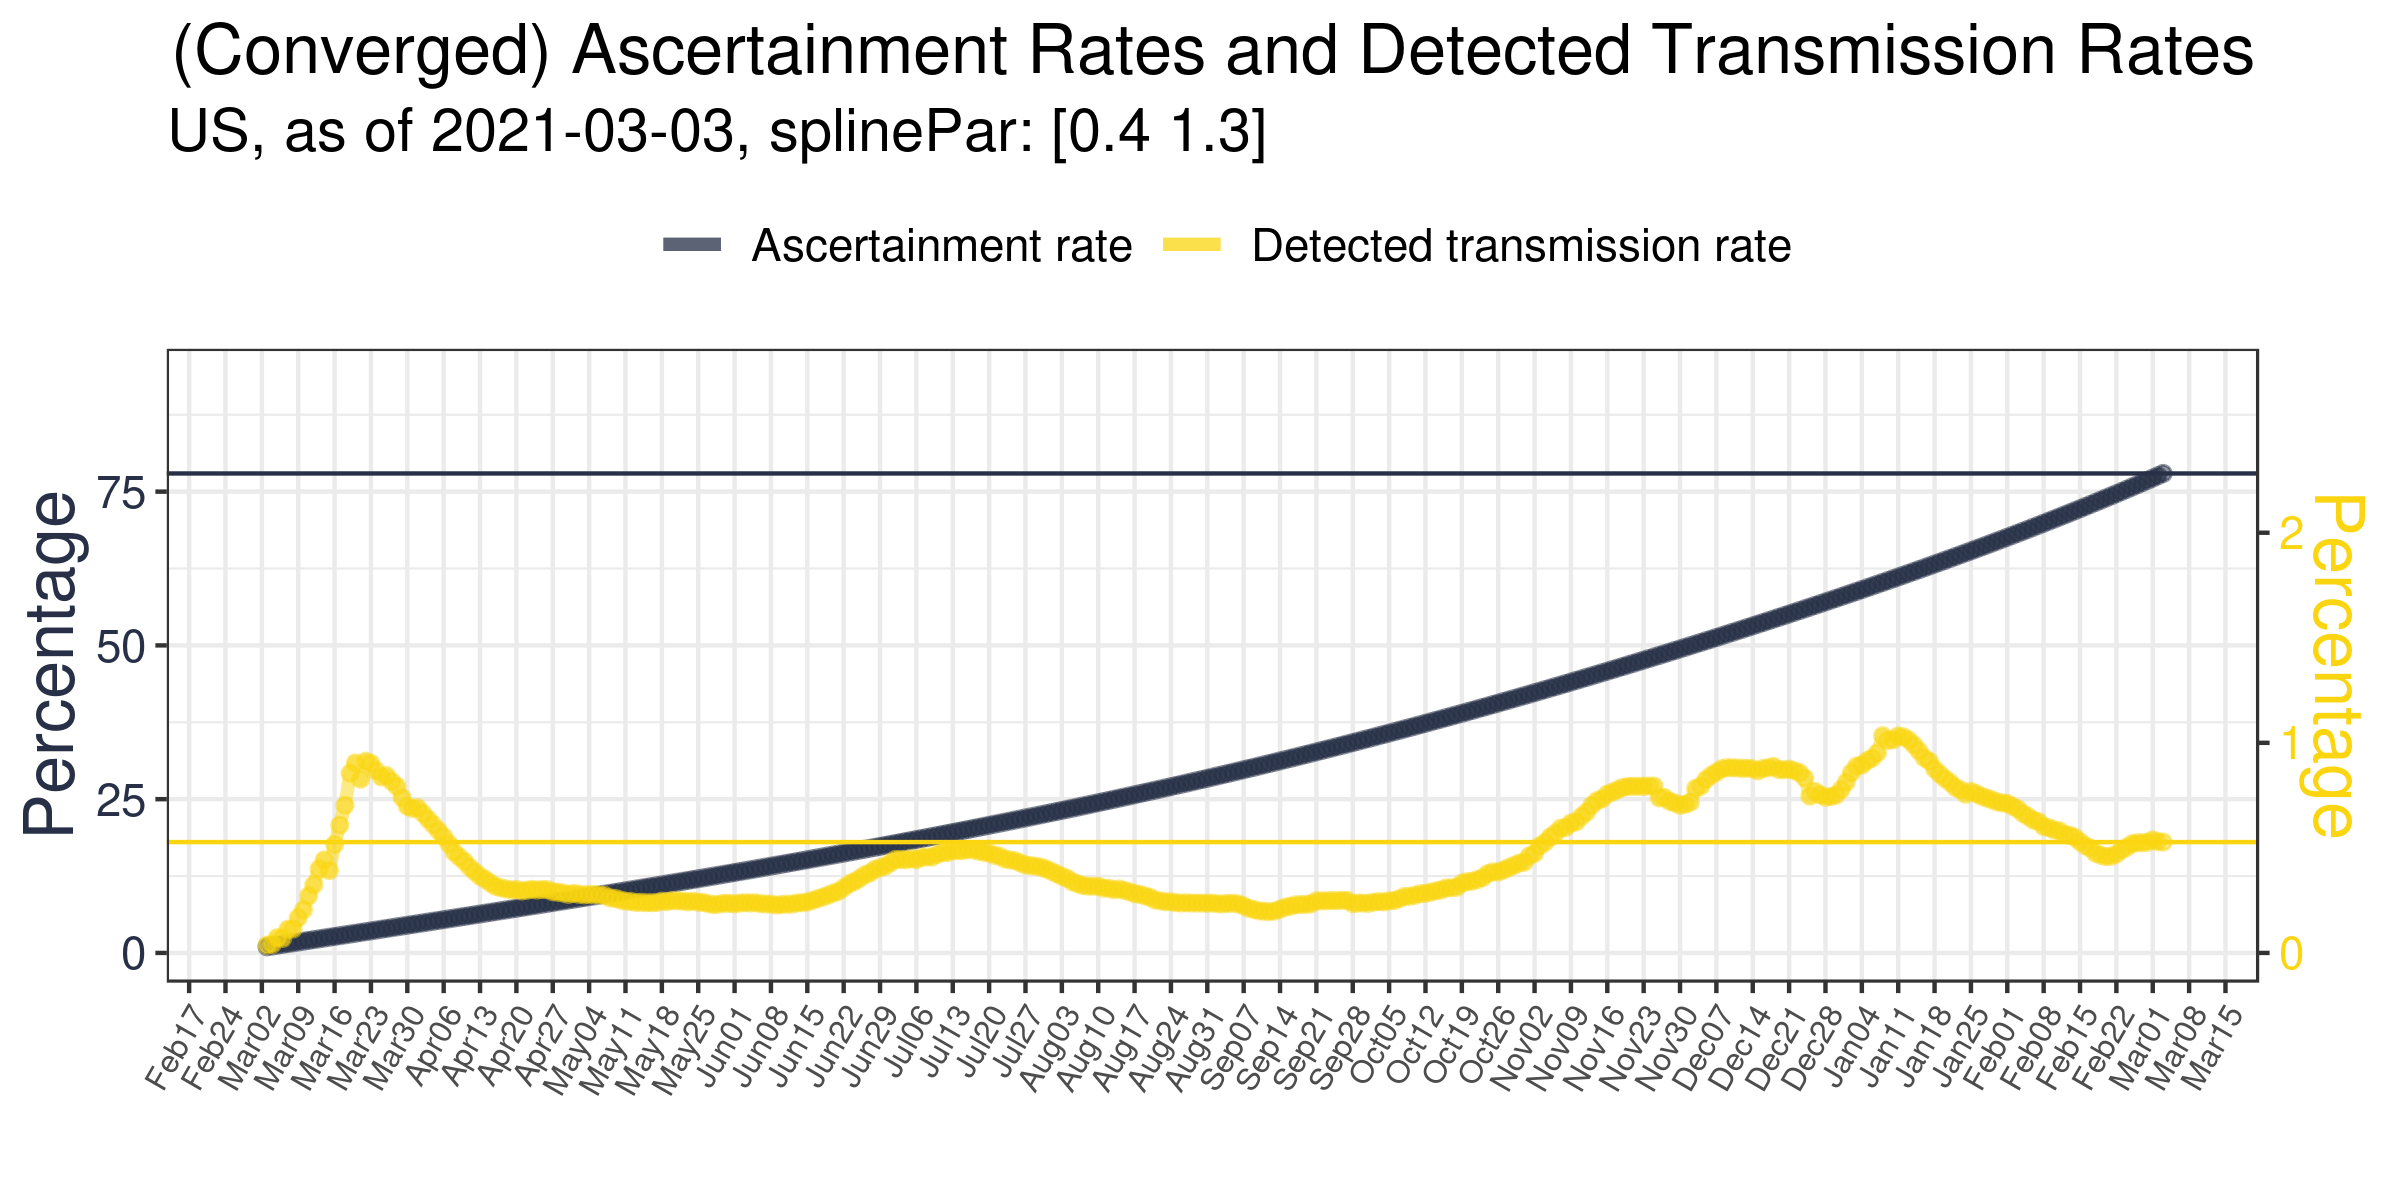 (Converged) Ascertainment Rates and Detected Transmission Rates
US, as of 2021-03-03, splinePar: [0.4 1.3]
Ascertainment rate
Detected transmission rate
Percentage
75
50
25
0
2
1
0
Percentage
Feb17
Feb24
Mar02
Mar09
Mar16
Mar23
Mar30
Apr06
Apr13
Apr20
Apr27
May04
May11
May18
May25
Jun01
Jun08
Jun15
Jun22
Jun29
Jul06
Jul13
Jul20
Jul27
Aug03
Aug10
Aug17
Aug24
Aug31
Sep07
Sep14
Sep21
Sep28
Oct05
Oct12
Oct19
Oct26
Nov02
Nov09
Nov16
Nov23
Nov30
Dec07
Dec14
Dec21
Dec28
Jan04
Jan11
Jan18
Jan25
Feb01
Feb08
Feb15
Feb22
Mar01
Mar08
Mar15